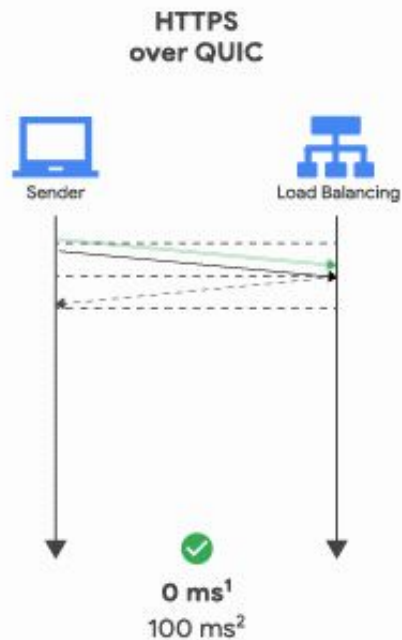 HTTPS
over QUIC
Sender
Load Balancing
0 ms¹
100 ms²